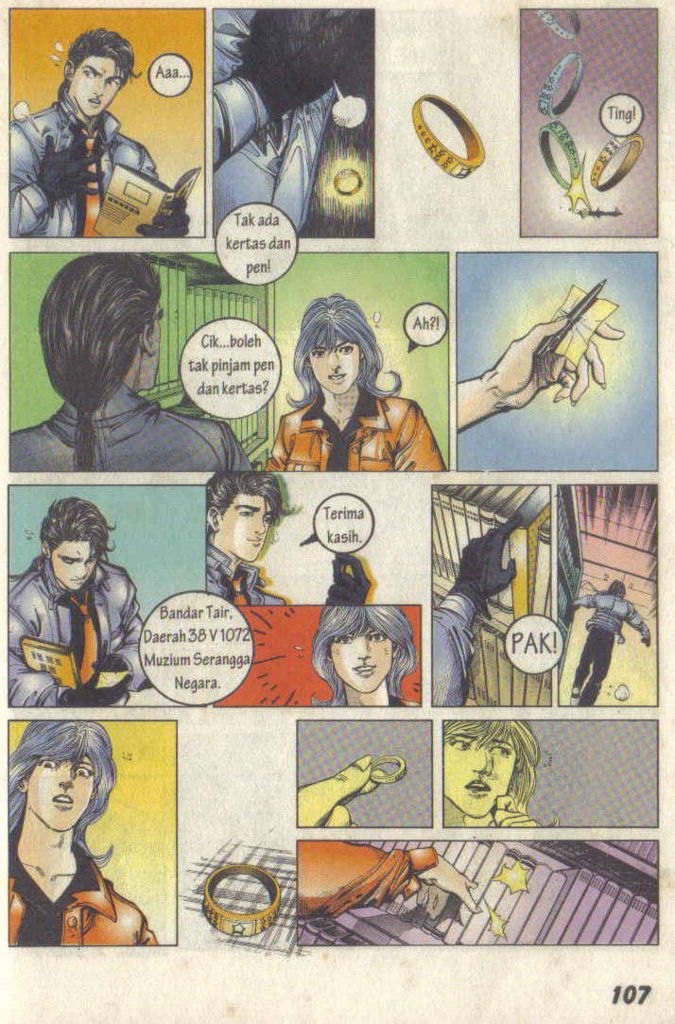 Aaa...
Ting!
Tak ada
kertas dan
pen!
Cik...boleh
tak pinjam pen
dan kertas?
Ah?!
Terima
kasih.
Bandar Tair,
Daerah 38 V 1072
Muzium Serangga
Negara.
PAK!
107